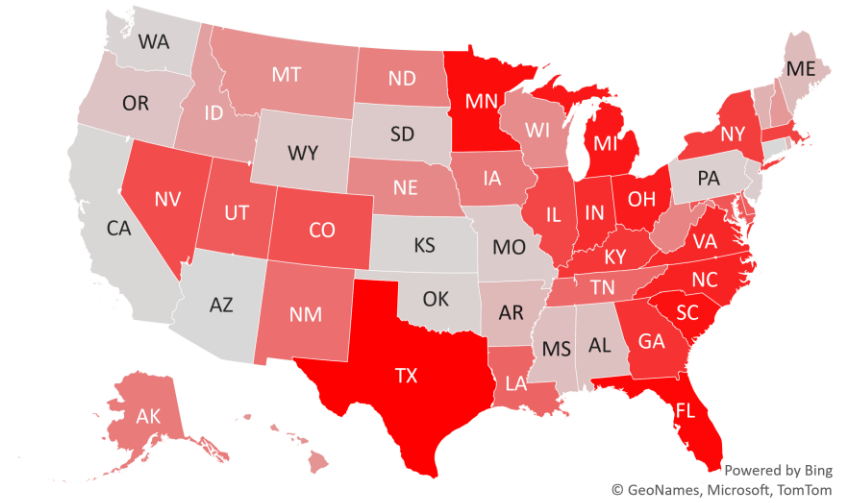 WA
ME
MT
ND
MN
OR
ID
WI
NY
SD
MI
WY
PA
IA
NE
OH
NV
IL
IN
UT
CO
CA
VA
KS
MO
KY
NC
TN
AZ
OK
NM
AR
SC
MS
AL
GA
TX
LA
FL
AK
Powered by Bing
© GeoNames, Microsoft, TomTom